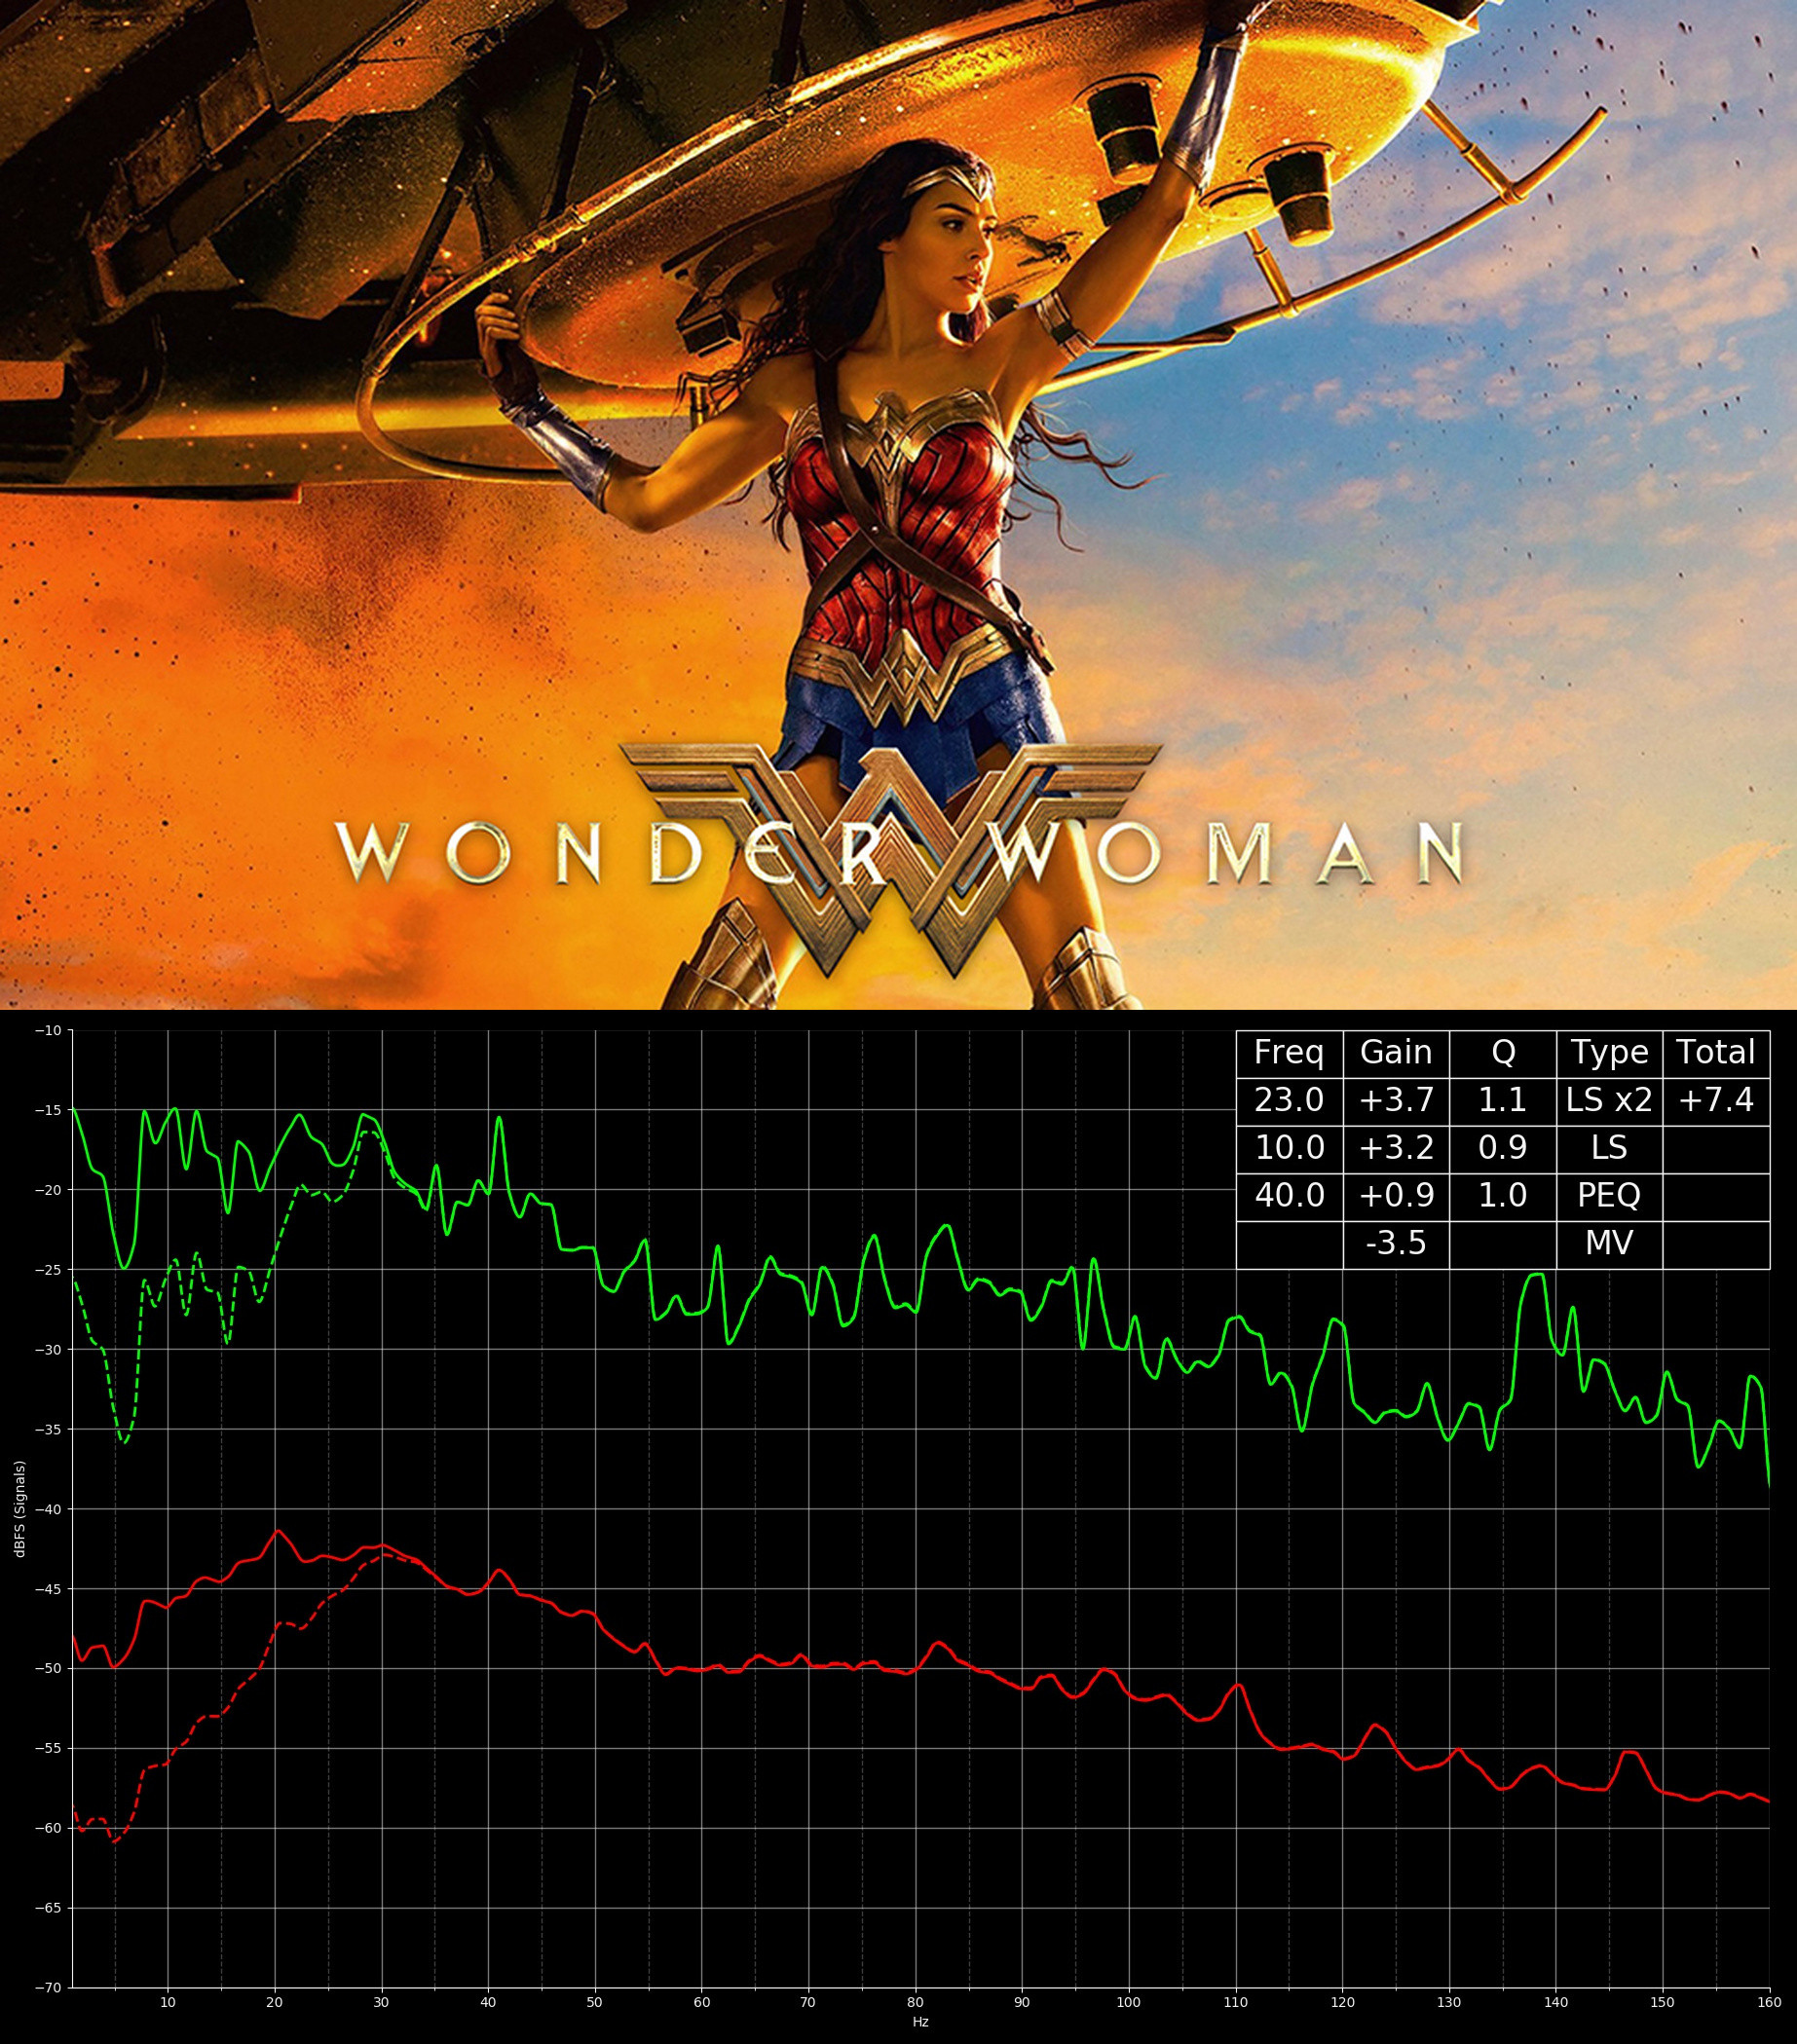 WONDER WOMAN
Freq Gain Q Type Total
23.0 +3.7 1.1 LS x2 +7.4
10.0 +3.2 0.9 LS
40.0 +0.9 1.0 PEQ
-3.5 MV
−10
−15
−20
−25
−30
−35
−40
−45
−50
−55
−60
−65
−70
dBFS (Signals)
10 20 30 40 50 60 70 80 90 100 110 120 130 140 150 160
Hz